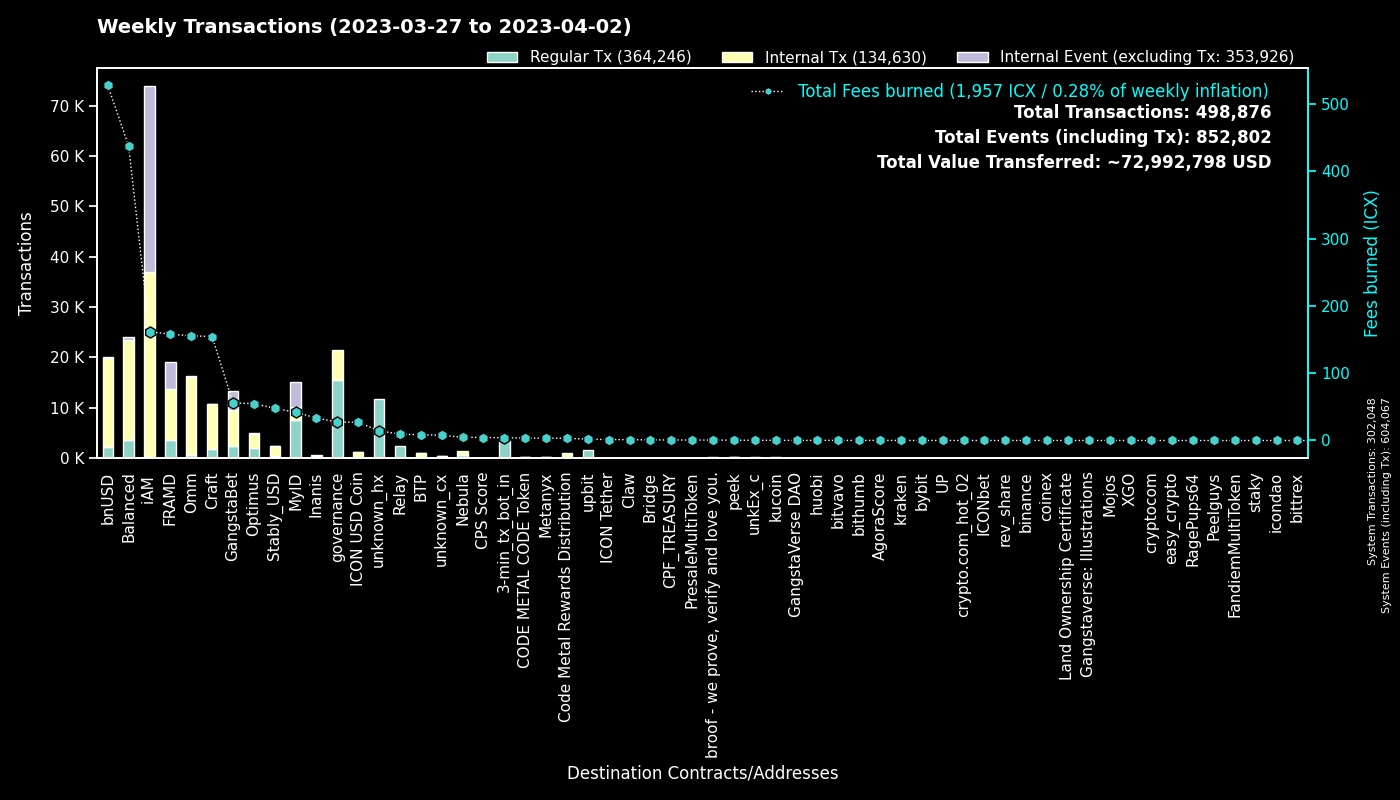 Weekly Transactions (2023-03-27 to 2023-04-02)
Regular Tx (364,246)
Internal Tx (134,630)
Internal Event (excluding Tx: 353,926)
Total Fees burned (1,957 ICX / 0.28% of weekly inflation)
Total Transactions: 498,876
Total Events (including Tx): 852,802
Total Value Transferred: ~72,992,798 USD
Transactions
70 K
60 K
50 K
40 K
30 K
20 K
10 K
0 K
500
400
300
200
100
0
Fees burned (ICX)
System Transactions: 302,048
System Events (including Tx): 604,067
bnUSD
Balanced
iAM
FRAMD
Omm
Craft
GangstaBet
Optimus
Stably_USD
MyID
Inanis
governance
ICON USD Coin
unknown_hx
Relay
BTP
unknown_cx
Nebula
CPS Score
3-min_tx_bot_in
CODE METAL CODE Token
Metanyx
Code Metal Rewards Distribution
upbit
ICON Tether
Claw
Bridge
CPF_TREASURY
PresaleMultiToken
broof - we prove, verify and love you.
peek
unkEx_c
kucoin
GangstaVerse DAO
huobi
bitvavo
bithumb
AgoraScore
kraken
bybit
UP
crypto.com_hot_02
ICONbet
rev_share
binance
coinex
Land Ownership Certificate
Gangstaverse: Illustrations
Mojos
XGO
cryptocom
easy_crypto
RagePups64
Peelguys
FandiemMultiToken
staky
icondao
bittrex
Destination Contracts/Addresses